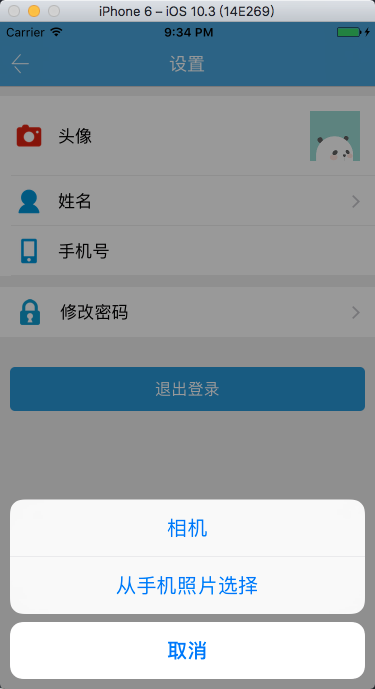 iPhone 6 – iOS 10.3 (14E269)
Carrier 9:34 PM
设置
头像
姓名
手机号
修改密码
退出登录
相机
从手机照片选择
取消